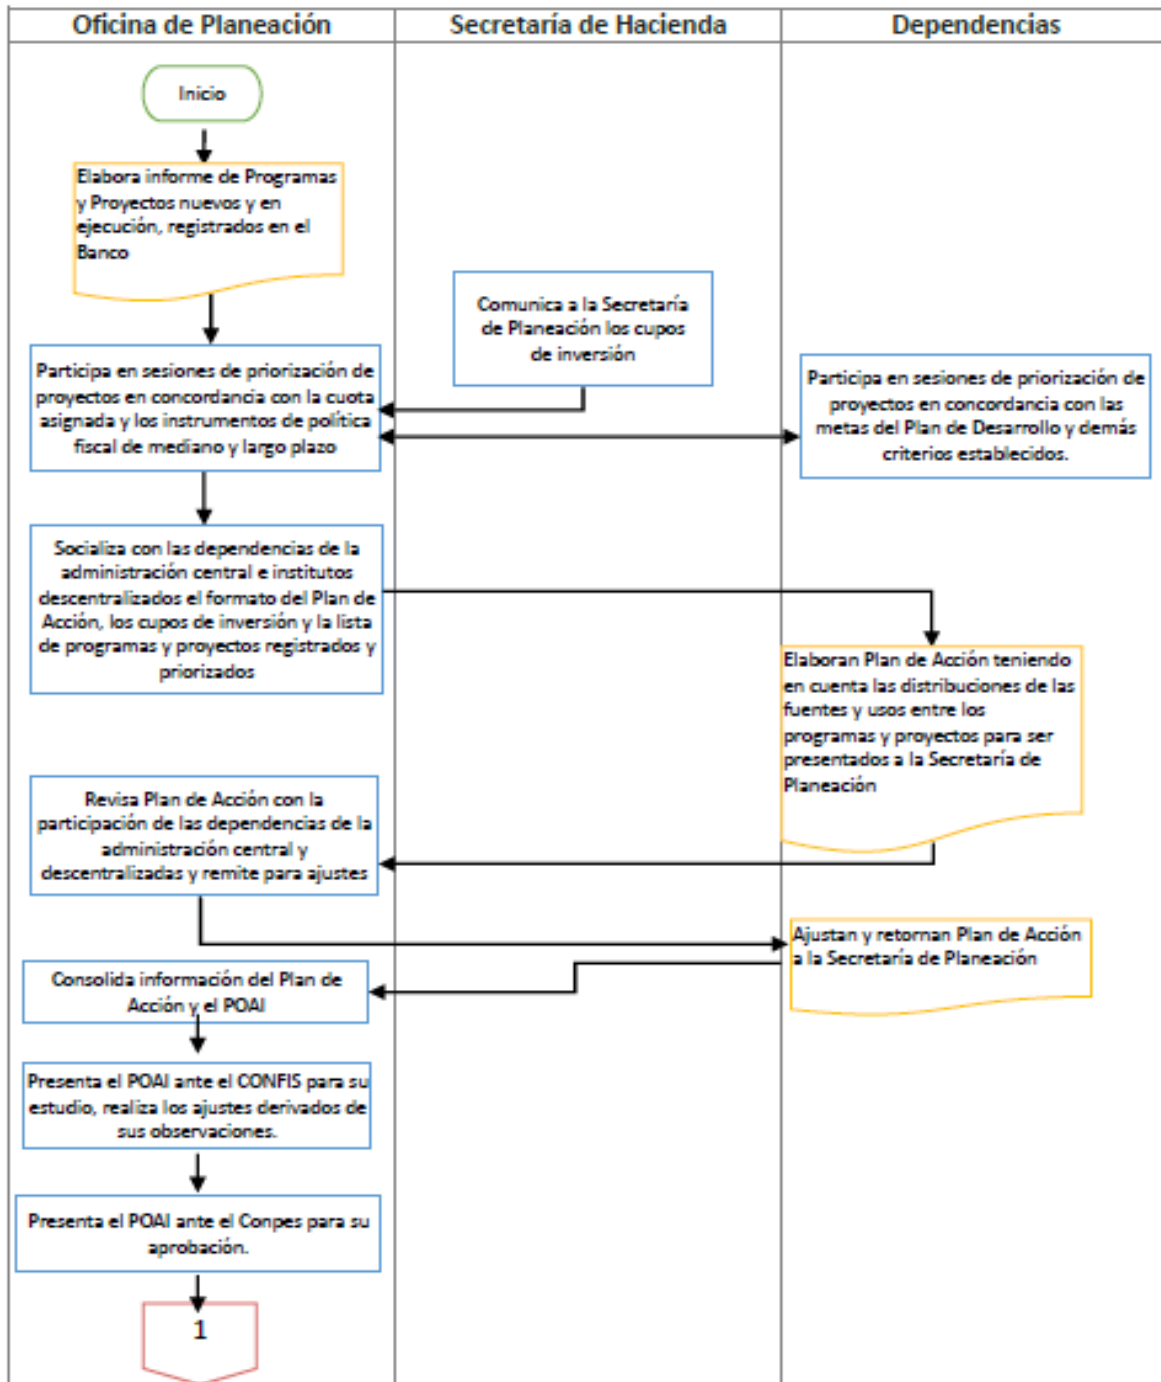 Oficina de Planeación
Secretaría de Hacienda
Dependencias
Inicio
Elabora informe de Programas
y Proyectos nuevos y en
ejecución, registrados en el
Banco
Comunica a la Secretaría
de Planeación los cupos
de inversión
Participa en sesiones de priorización de
proyectos en concordancia con la cuota
asignada y los instrumentos de política
fiscal de mediano y largo plazo
Participa en sesiones de priorización de
proyectos en concordancia con las
metas del Plan de Desarrollo y demás
criterios establecidos.
Socializa con las dependencias de la
administración central e institutos
descentralizados el formato del Plan de
Acción, los cupos de inversión y la lista
de programas y proyectos registrados y
priorizados
Elaboran Plan de Acción teniendo
en cuenta las distribuciones de las
fuentes y usos entre los
programas y proyectos para ser
presentados a la Secretaría de
Planeación
Revisa Plan de Acción con la
participación de las dependencias de la
administración central y
descentralizadas y remite para ajustes
Ajustan y retornan Plan de Acción
a la Secretaría de Planeación
Consolida información del Plan de
Acción y el POAI
Presenta el POAI ante el CONFIS para su
estudio, realiza los ajustes derivados de
sus observaciones.
Presenta el POAI ante el Conpes para su
aprobación.
1